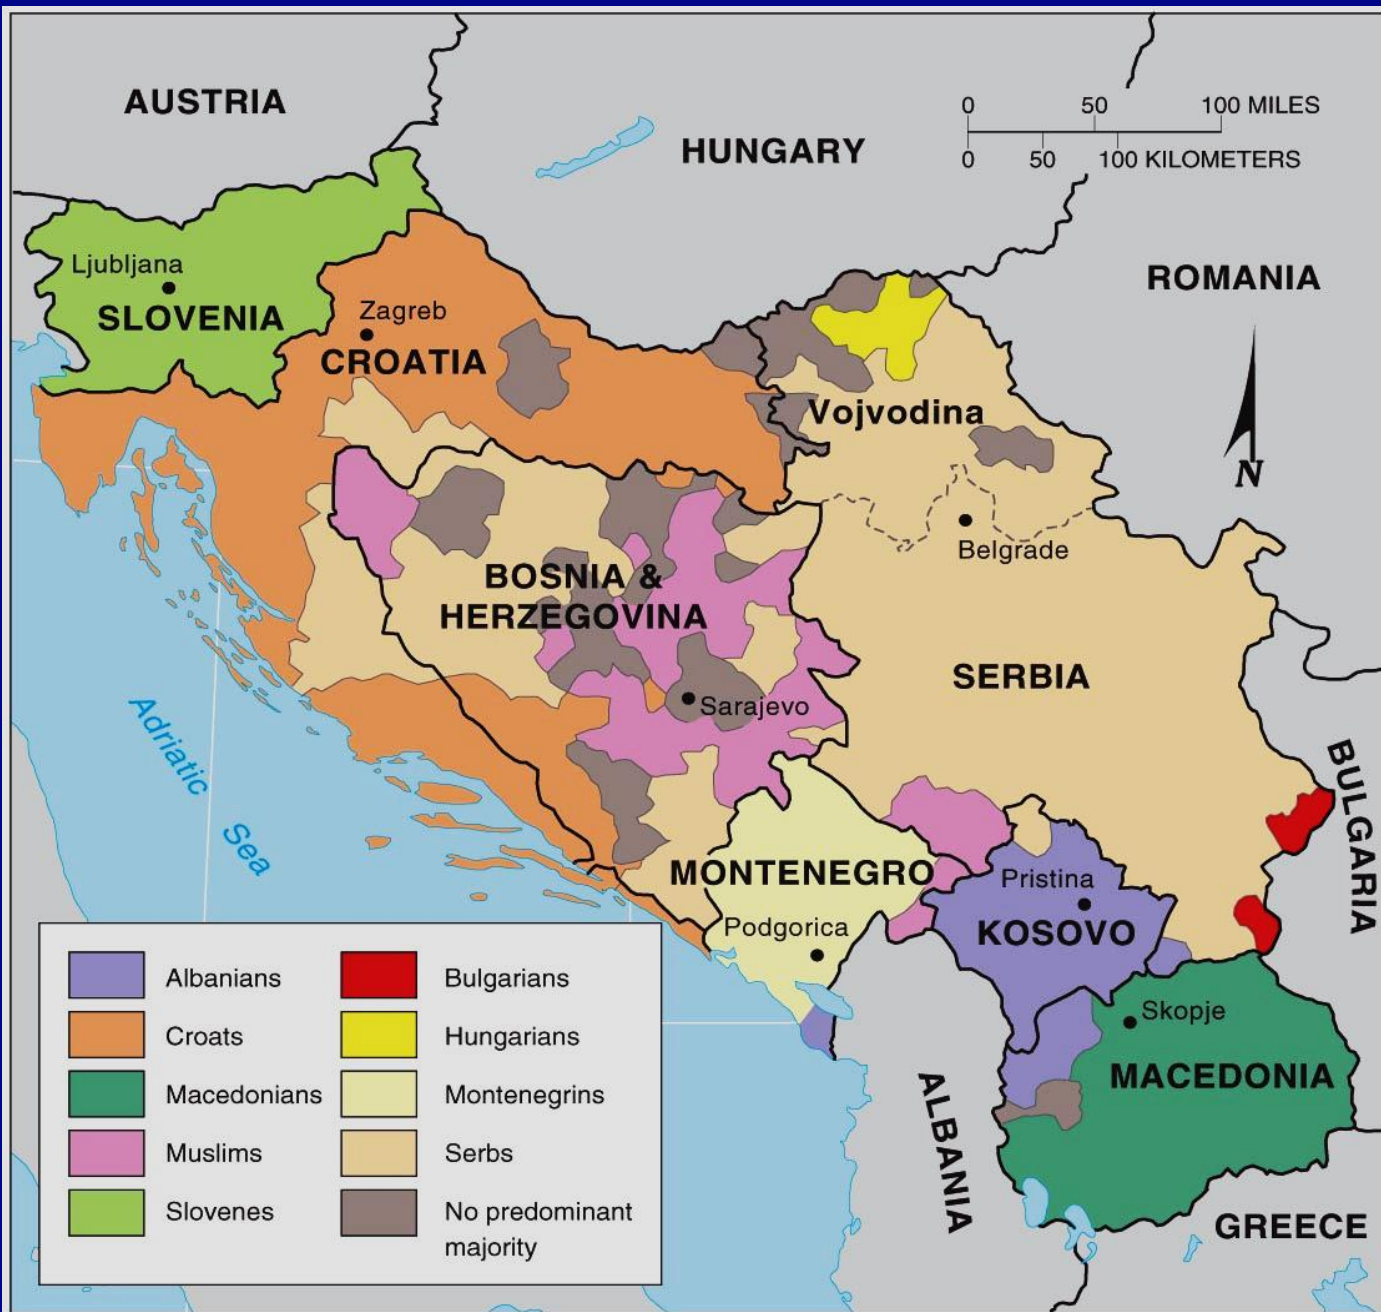 AUSTRIA
HUNGARY
0 50 100 MILES
0 50 100 KILOMETERS
ROMANIA
Ljubljana
SLOVENIA
Zagreb
CROATIA
Vojvodina
N
Belgrade
BOSNIA &
HERZEGOVINA
SERBIA
Sarajevo
Adriatic
Sea
BULGARIA
MONTENEGRO
Pristina
KOSOVO
Podgorica
Skopje
MACEDONIA
ALBANIA
GREECE
Albanians
Croats
Macedonians
Muslims
Slovenes
Bulgarians
Hungarians
Montenegrins
Serbs
No predominant
majority